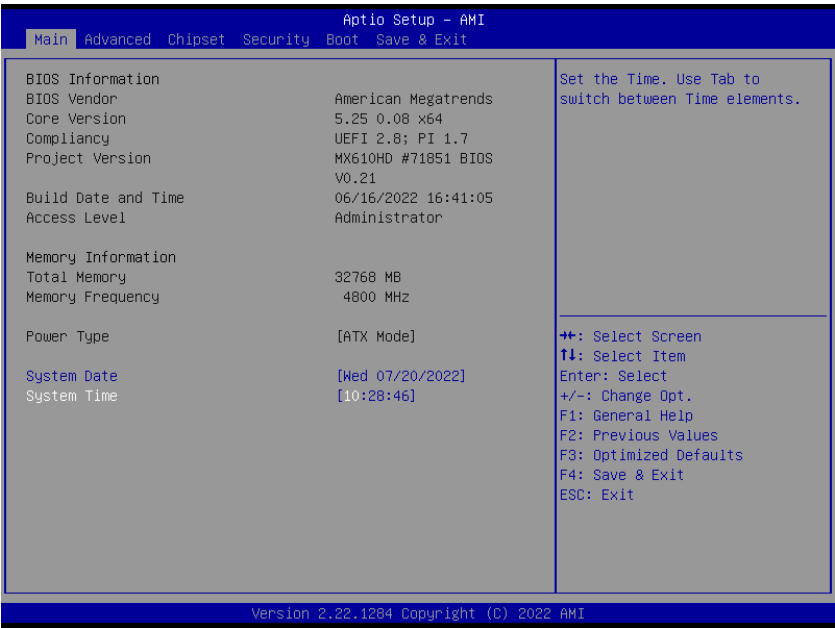 Aptio Setup – AMI
Main Advanced Chipset Security Boot Save & Exit
BIOS Information
BIOS Vendor American Megatrends
Core Version 5.25 0.08 x64
Compliancy UEFI 2.8; PI 1.7
Project Version MX610HD #71851 BIOS
V0.21
Build Date and Time 06/16/2022 16:41:05
Access Level Administrator
Memory Information
Total Memory 32768 MB
Memory Frequency 4800 MHz
Power Type [ATX Mode]
System Date [Wed 07/20/2022]
System Time [10:28:46]
Set the Time. Use Tab to
switch between Time elements.
→←: Select Screen
↑↓: Select Item
Enter: Select
+/-: Change Opt.
F1: General Help
F2: Previous Values
F3: Optimized Defaults
F4: Save & Exit
ESC: Exit
Version 2.22.1284 Copyright (C) 2022 AMI